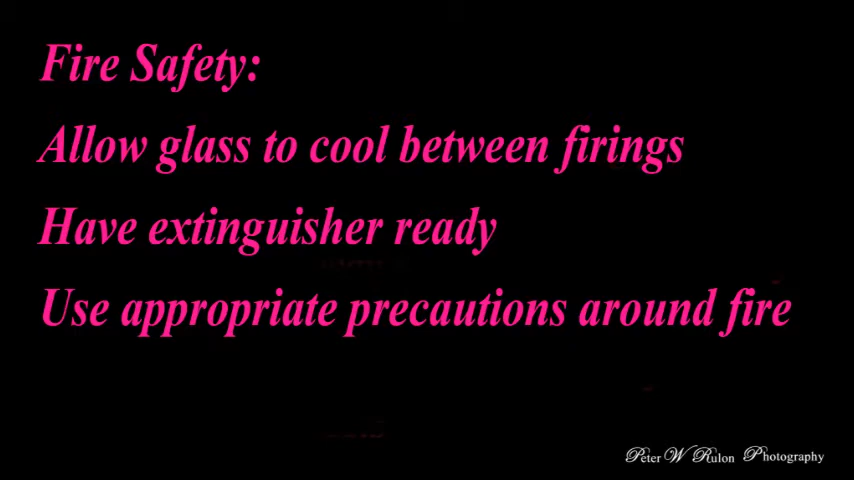 Fire Safety:
Allow glass to cool between firings
Have extinguisher ready
Use appropriate precautions around fire
Peter W Rulon Photography